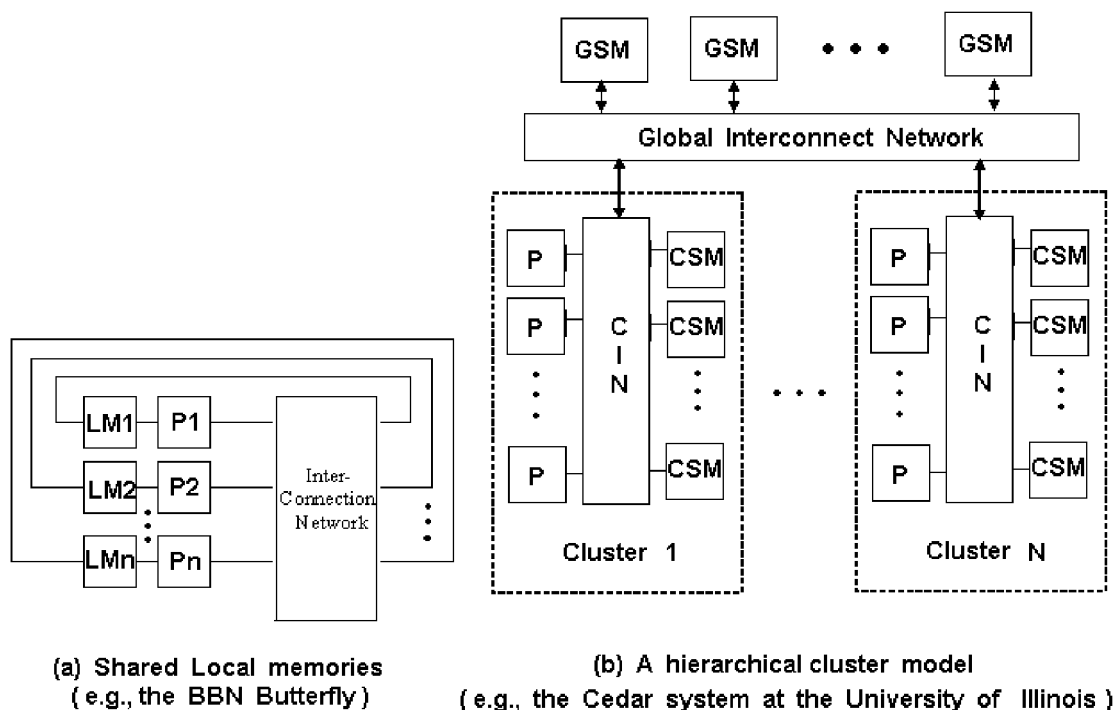 GSM GSM GSM
Global Interconnect Network
P CSM P CSM
P CSM P CSM
C I N
C I N
P CSM P CSM
Cluster 1 Cluster N
LM1 P1
LM2 P2
LMn Pn
Inter-
Connection
Network
(a) Shared Local memories
( e.g., the BBN Butterfly )
(b) A hierarchical cluster model
( e.g., the Cedar system at the University of Illinois )